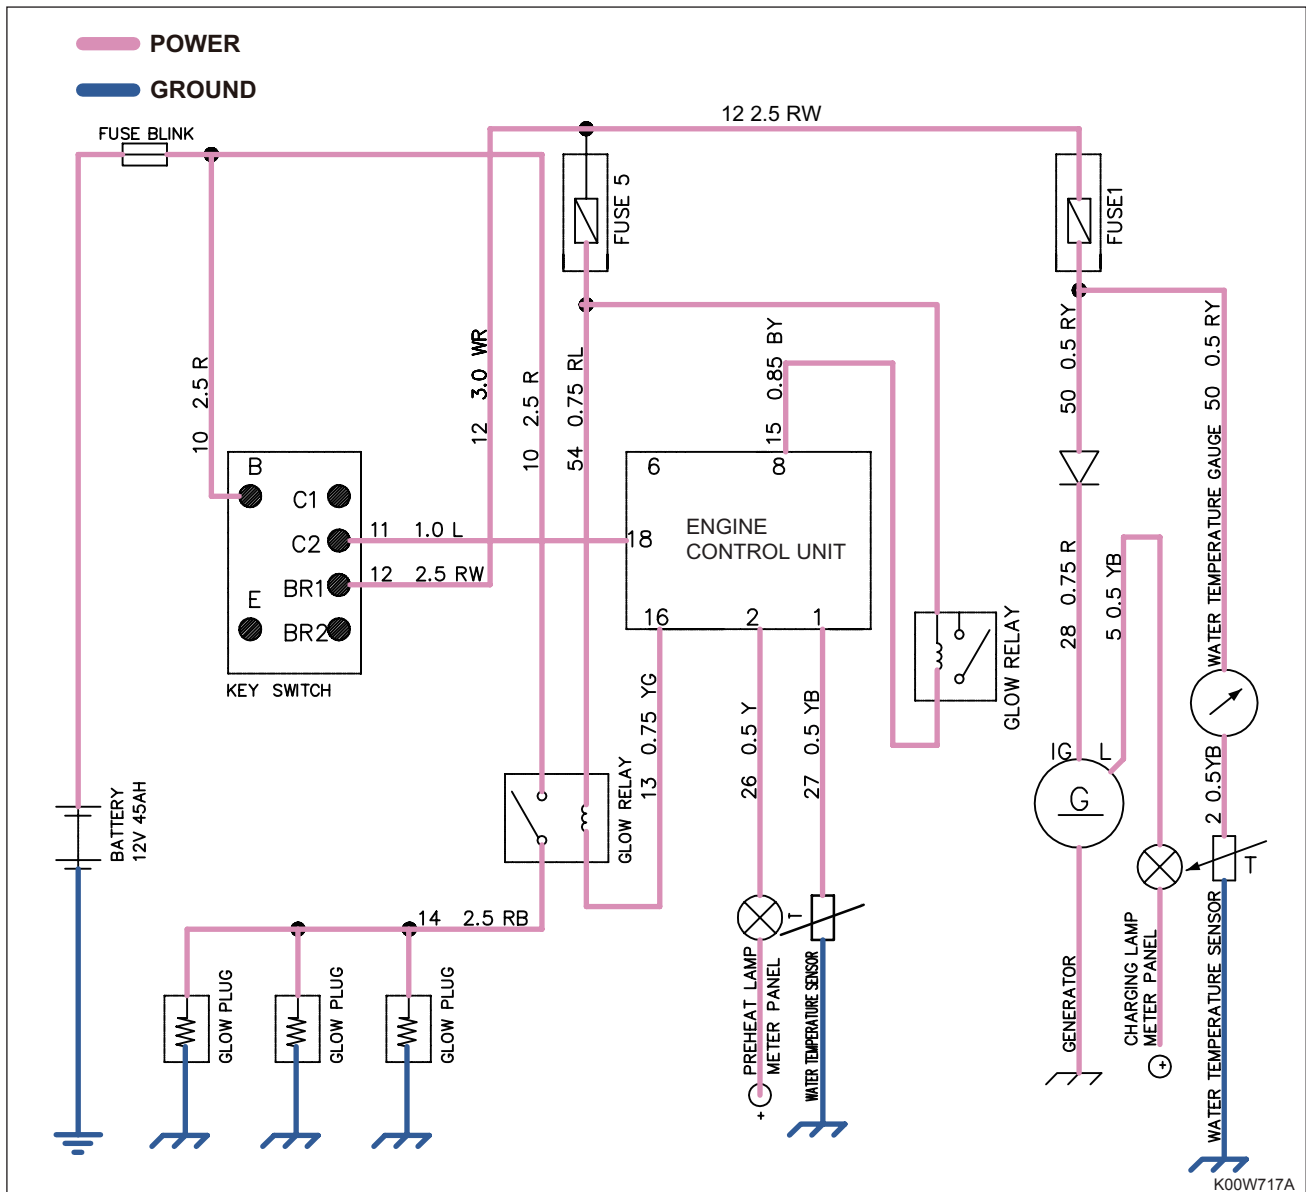 POWER
GROUND
FUSE BLINK
12 2.5 RW
FUSE 5
FUSE1
10 2.5 R
12 3.0 WR
10 2.5 R
54 0.75 RL
15 0.85 BY
50 0.5 RY
WATER TEMPERATURE GAUGE 50 0.5 RY
B
C1
C2
BR1
E
BR2
KEY SWITCH
11 1.0 L
12 2.5 RW
6
8
18
ENGINE
CONTROL UNIT
16
2
1
GLOW RELAY
28 0.75 R
5 0.5 YB
13 0.75 YG
26 0.5 Y
27 0.5 YB
IG
L
G
2 0.5YB
BATTERY
12V 45AH
GLOW RELAY
T
T
14 2.5 RB
GLOW PLUG
GLOW PLUG
GLOW PLUG
PREHEAT LAMP
METER PANEL
WATER TEMPERATURE SENSOR
GENERATOR
CHARGING LAMP
METER PANEL
WATER TEMPERATURE SENSOR
+
+
K00W717A